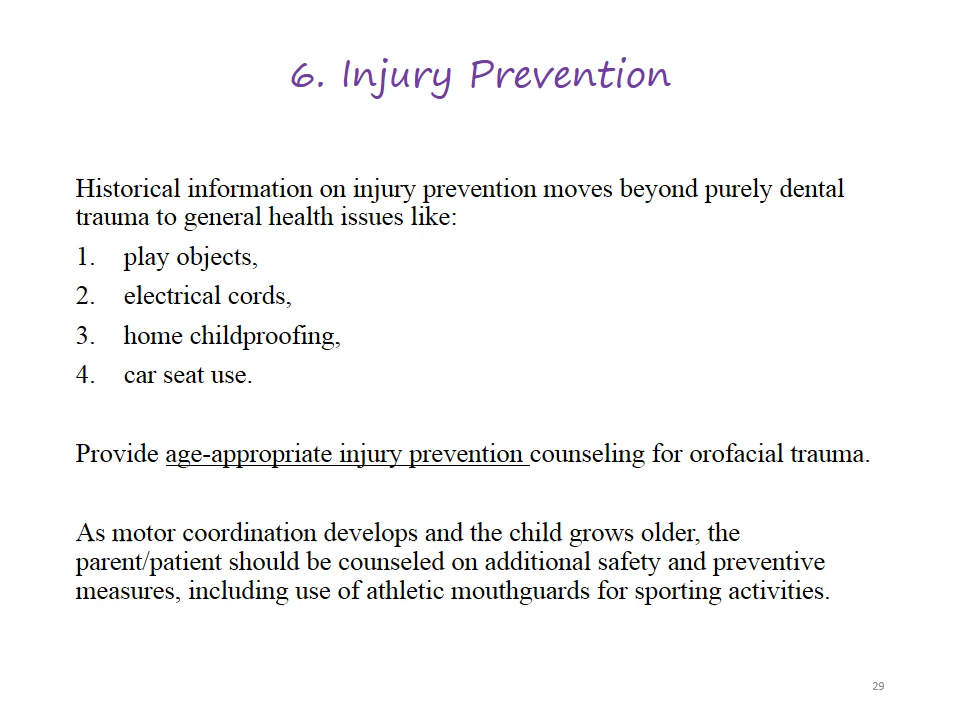 6. Injury Prevention
Historical information on injury prevention moves beyond purely dental
trauma to general health issues like:
1. play objects,
2. electrical cords,
3. home childproofing,
4. car seat use.
Provide age-appropriate injury prevention counseling for orofacial trauma.
As motor coordination develops and the child grows older, the
parent/patient should be counseled on additional safety and preventive
measures, including use of athletic mouthguards for sporting activities.
29